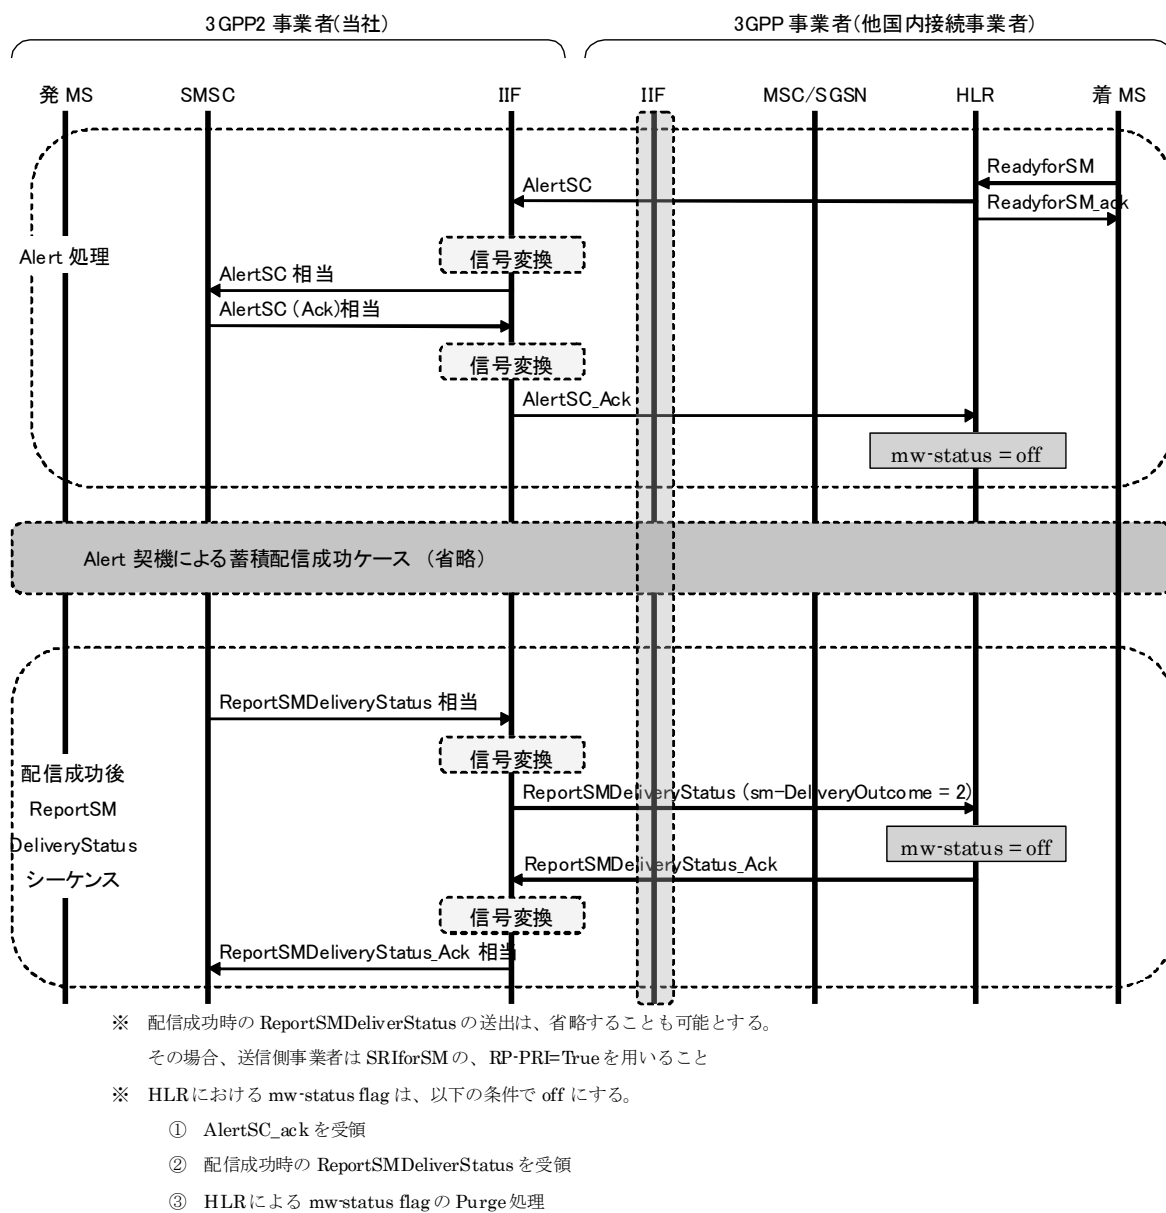 3GPP2 事業者(当社)
3GPP 事業者(他国内接続事業者)
発 MS
SMSC
IIF
IIF
MSC/SGSN
HLR
着 MS
ReadyforSM
AlertSC
ReadyforSM_ack
Alert 処理
信号変換
AlertSC 相当
AlertSC (Ack)相当
信号変換
AlertSC_Ack
mw-status = off
Alert 契機による蓄積配信成功ケース （省略）
ReportSMDeliveryStatus 相当
信号変換
配信成功後
ReportSM
DeliveryStatus
シーケンス
ReportSMDeliveryStatus (sm-DeliveryOutcome = 2)
mw-status = off
ReportSMDeliveryStatus_Ack
信号変換
ReportSMDeliveryStatus_Ack 相当
※ 配信成功時の ReportSMDeliverStatus の送出は、省略することも可能とする。
その場合、送信側事業者は SRIforSM の、RP-PRI=True を用いること
※ HLR における mw-status flag は、以下の条件で off にする。
① AlertSC_ack を受領
② 配信成功時の ReportSMDeliverStatus を受領
③ HLR による mw-status flag の Purge 処理